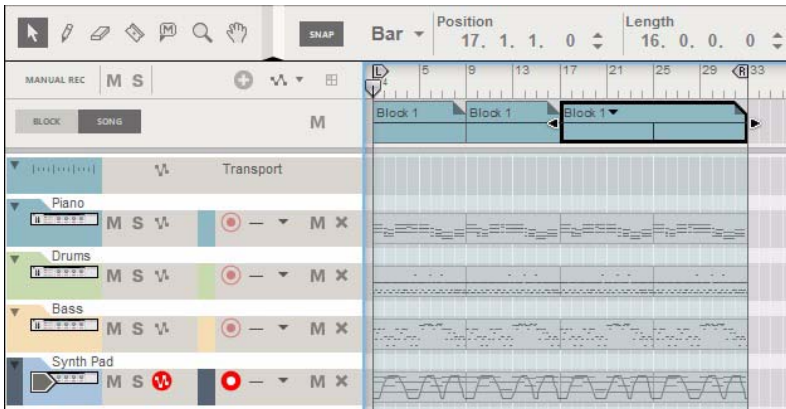 Position Length
M SNAP Bar 17. 1. 1. 0 16. 0. 0. 0
MANUAL REC M S L 5 9 13 17 21 25 29 R 33
4
BLOCK SONG M Block 1 Block 1 Block 1
Transport
Piano
M S M
Drums
M S M
Bass
M S M
Synth Pad
M S M